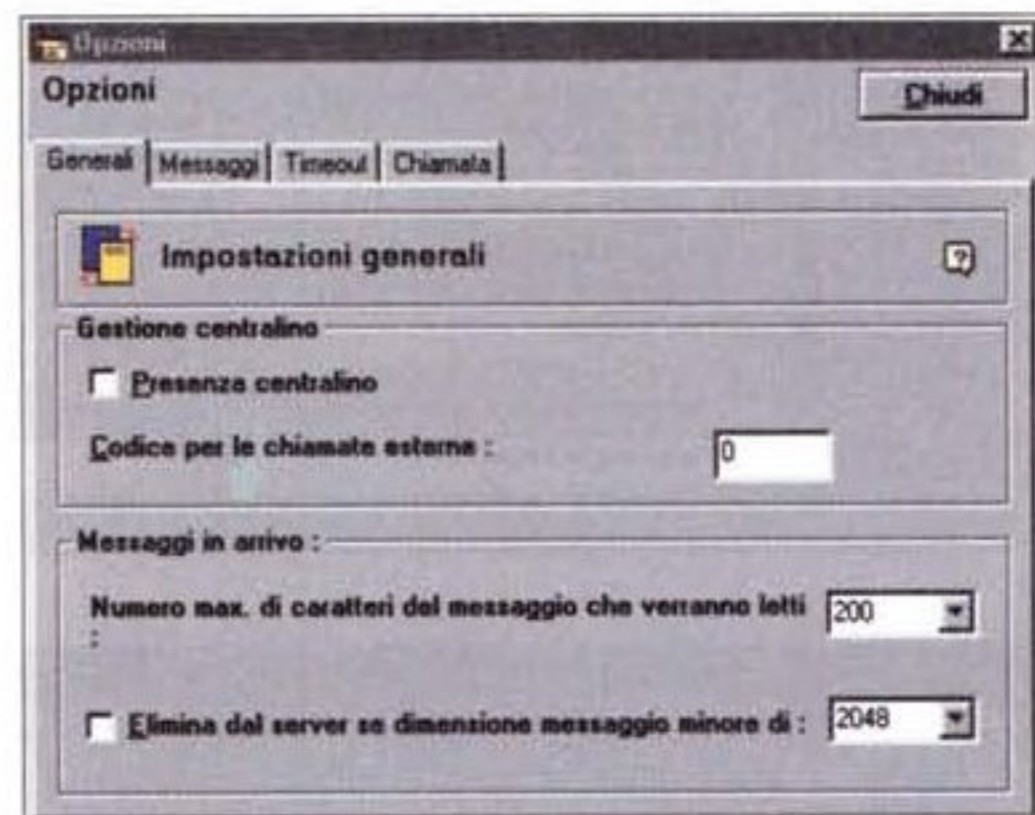 Opzioni
Opzioni
Chiudi
Generali Messaggi Timeout Chiamata
Impostazioni generali
?
Gestione centralino
Presenza centralino
Codice per le chiamate esterne : 0
Messaggi in arrivo :
Numero max. di caratteri del messaggio che verranno letti 200
:
Elimina dal server se dimensione messaggio minore di : 2048